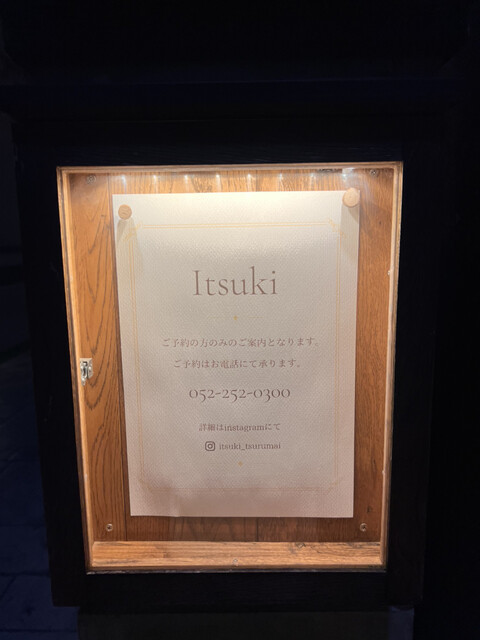 Itsuki
ご予約の方のみのご案内となります。
ご予約はお電話にて承ります。
052-252-0300
詳細はinstagramにて
itsuki_tsurumai